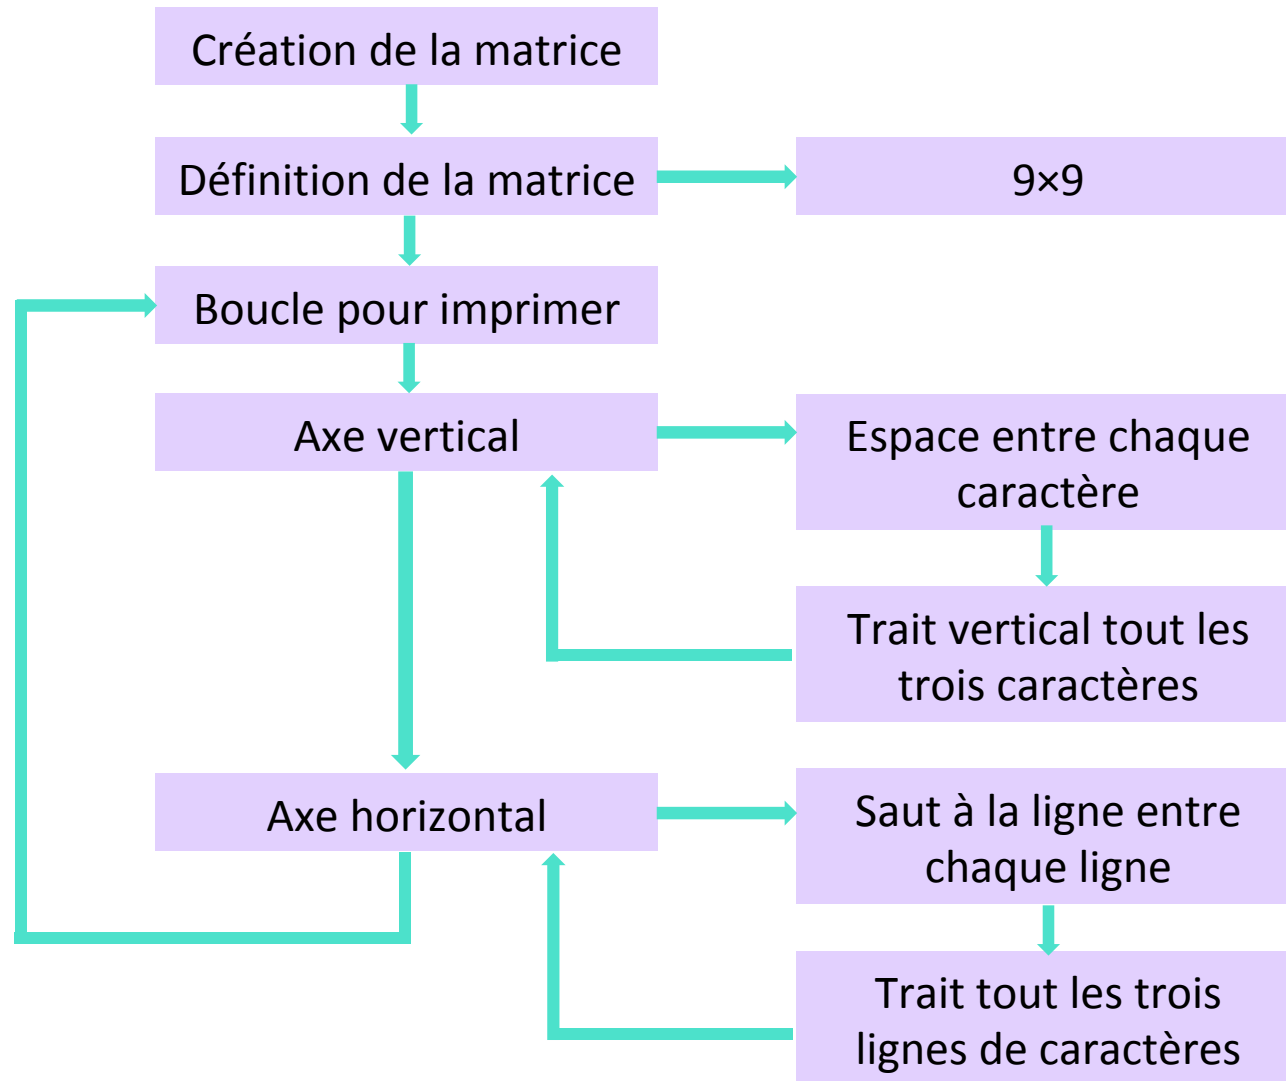 Création de la matrice
Définition de la matrice
9×9
Boucle pour imprimer
Axe vertical
Espace entre chaque
caractère
Trait vertical tout les
trois caractères
Axe horizontal
Saut à la ligne entre
chaque ligne
Trait tout les trois
lignes de caractères